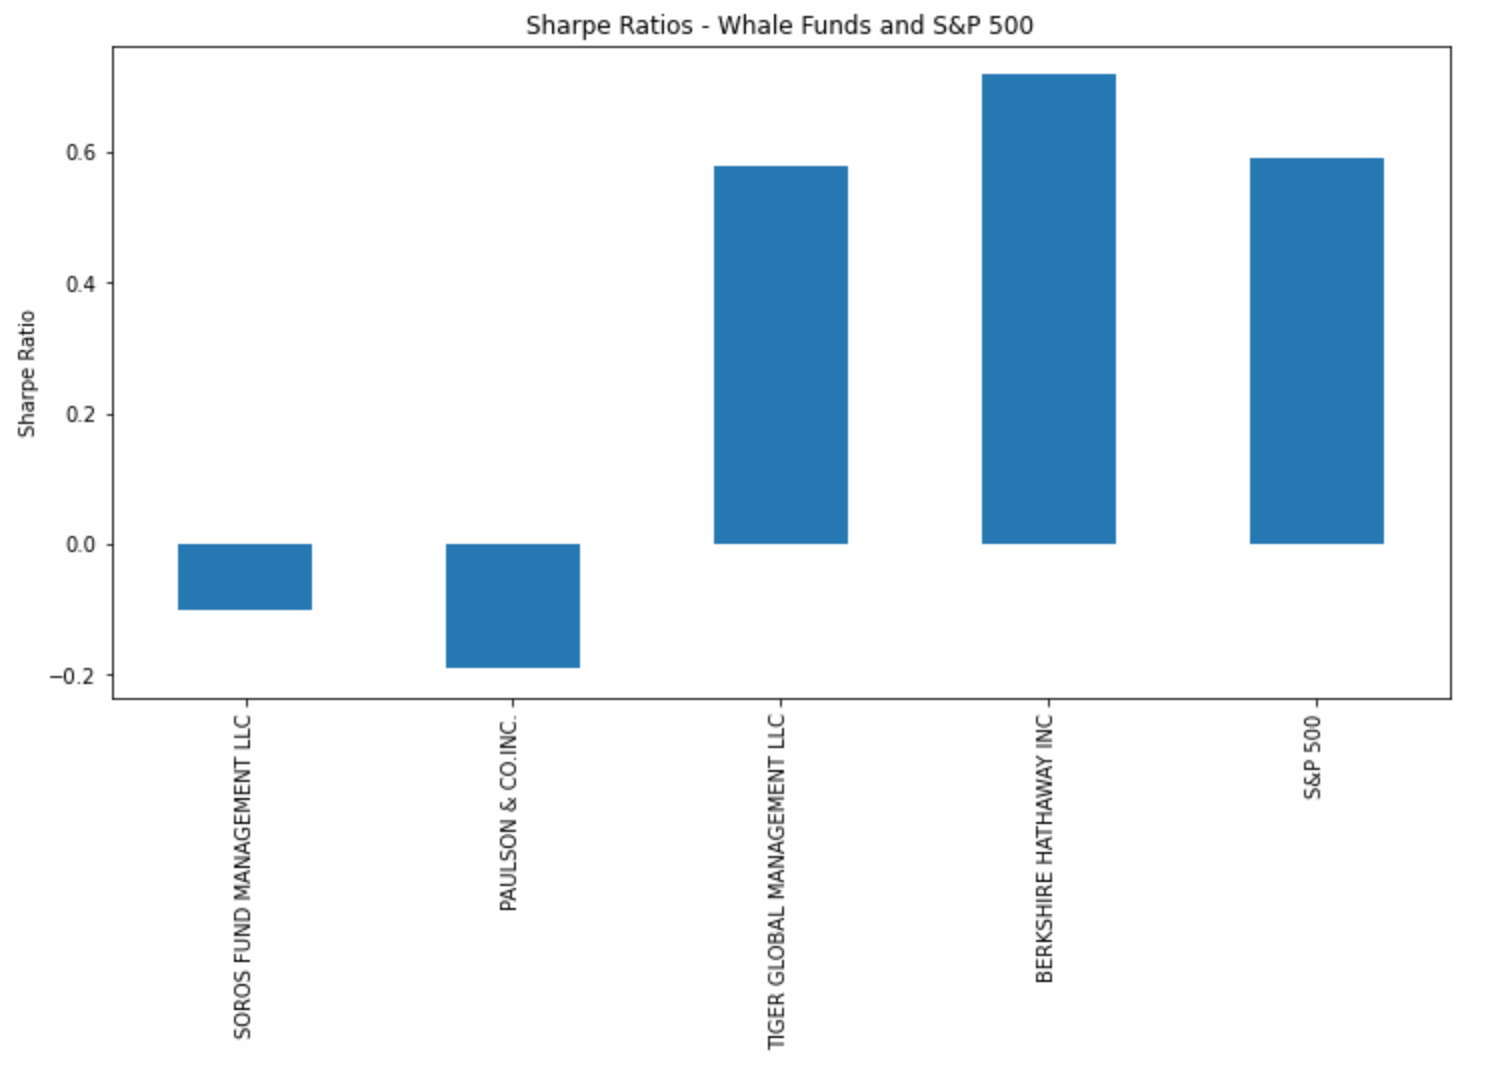 Sharpe Ratios - Whale Funds and S&P 500
Sharpe Ratio
0.6
0.4
0.2
0.0
−0.2
SOROS FUND MANAGEMENT LLC
PAULSON & CO.INC.
TIGER GLOBAL MANAGEMENT LLC
BERKSHIRE HATHAWAY INC
S&P 500